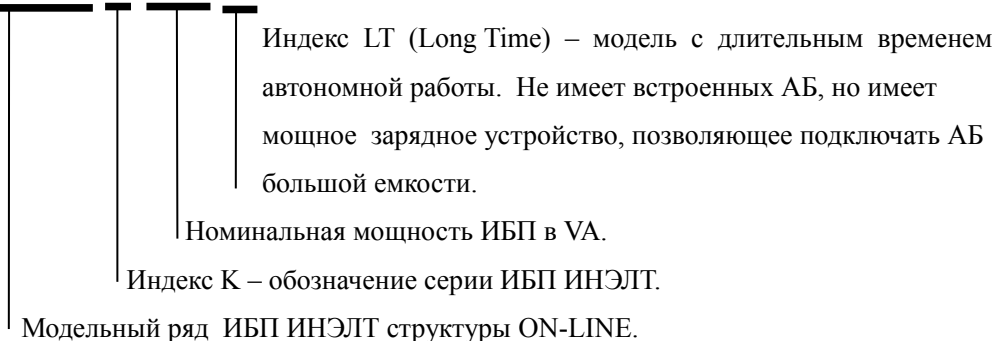 Индекс LT (Long Time) – модель с длительным временем
автономной работы. Не имеет встроенных АБ, но имеет
мощное зарядное устройство, позволяющее подключать АБ
большой емкости.
Номинальная мощность ИБП в VA.
Индекс K – обозначение серии ИБП ИНЭЛТ.
Модельный ряд ИБП ИНЭЛТ структуры ON-LINE.